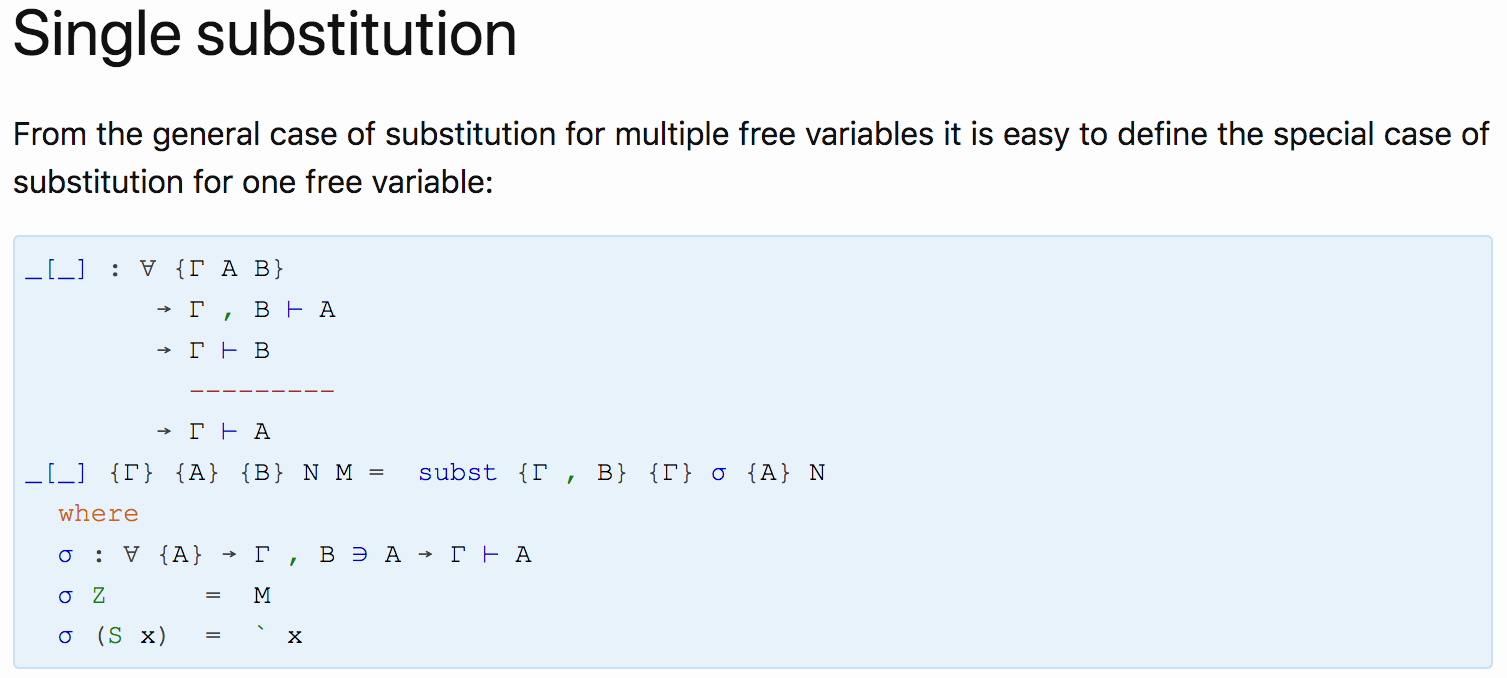 Single substitution
From the general case of substitution for multiple free variables it is easy to define the special case of
substitution for one free variable:
_[_] : ∀ {Γ A B}
→ Γ , B ⊢ A
→ Γ ⊢ B
---------
→ Γ ⊢ A
_[_] {Γ} {A} {B} N M = subst {Γ , B} {Γ} σ {A} N
where
σ : ∀ {A} → Γ , B ∋ A → Γ ⊢ A
σ Z = M
σ (S x) = ` x